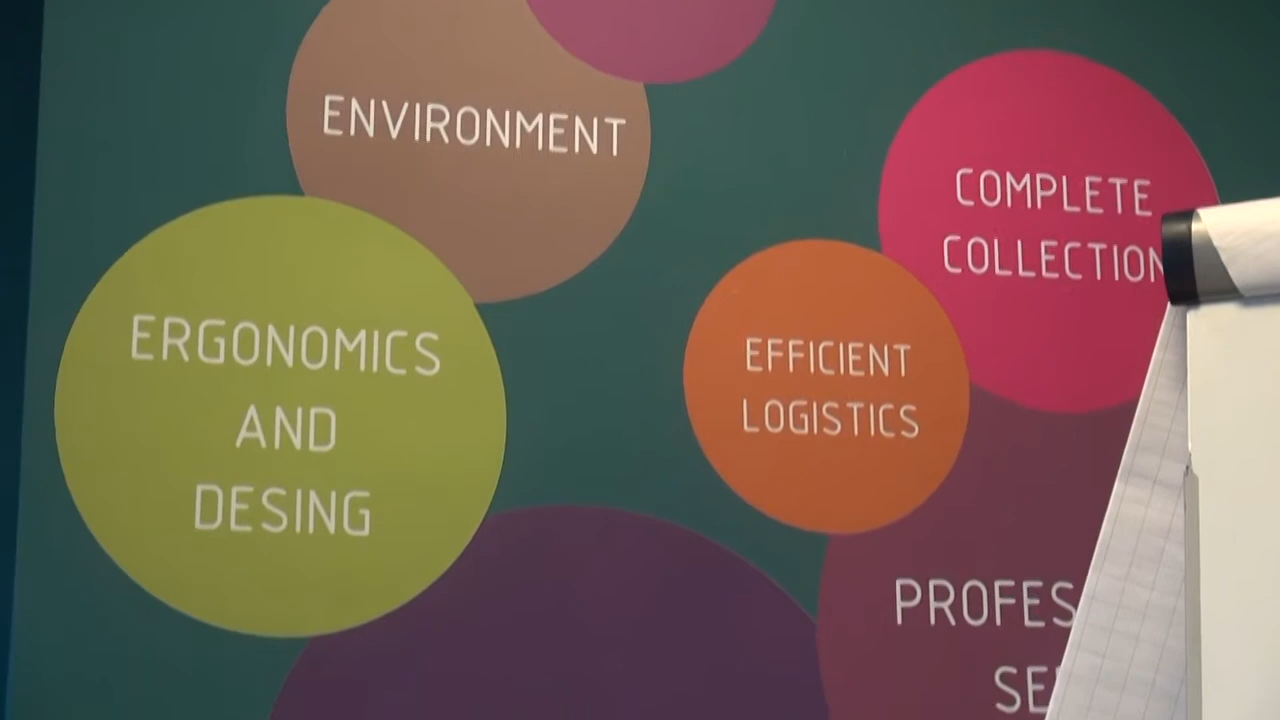 ENVIRONMENT
COMPLETE
COLLECTION
ERGONOMICS
AND
DESING
EFFICIENT
LOGISTICS